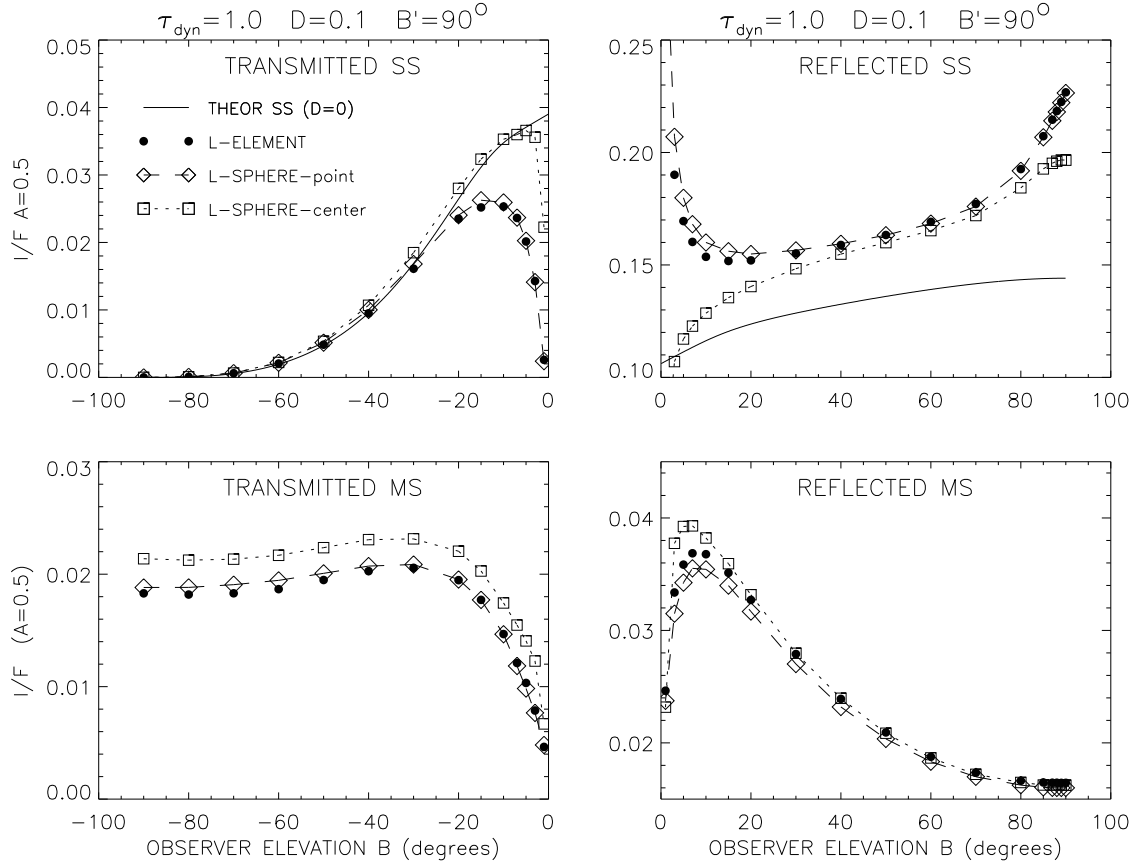 τdyn=1.0 D=0.1 B'=90°
τdyn=1.0 D=0.1 B'=90°
TRANSMITTED SS
THEOR SS (D=0)
L-ELEMENT
L-SPHERE-point
L-SPHERE-center
I/F A=0.5
0.05
0.04
0.03
0.02
0.01
0.00
-100
-80
-60
-40
-20
0
REFLECTED SS
0.25
0.20
0.15
0.10
0
20
40
60
80
100
TRANSMITTED MS
I/F (A=0.5)
0.03
0.02
0.01
0.00
-100
-80
-60
-40
-20
0
OBSERVER ELEVATION B (degrees)
REFLECTED MS
0.04
0.03
0.02
0
20
40
60
80
100
OBSERVER ELEVATION B (degrees)